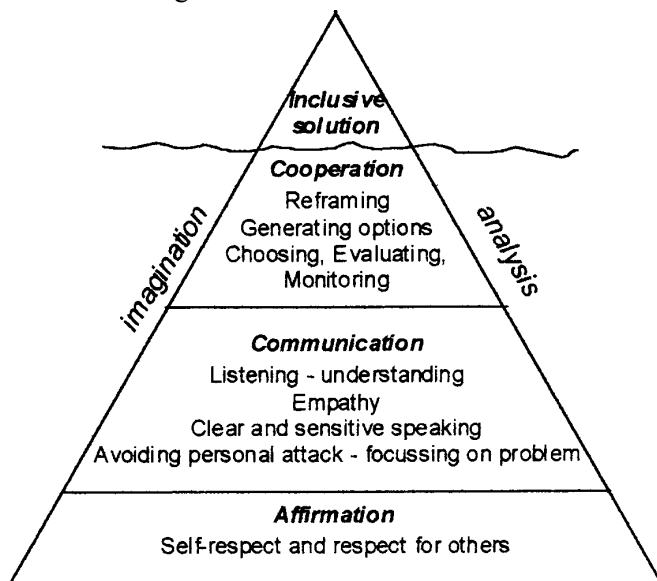 Inclusive
solution
Cooperation
Reframing
Generating options
Choosing, Evaluating,
Monitoring
imagination
analysis
Communication
Listening - understanding
Empathy
Clear and sensitive speaking
Avoiding personal attack - focussing on problem
Affirmation
Self-respect and respect for others